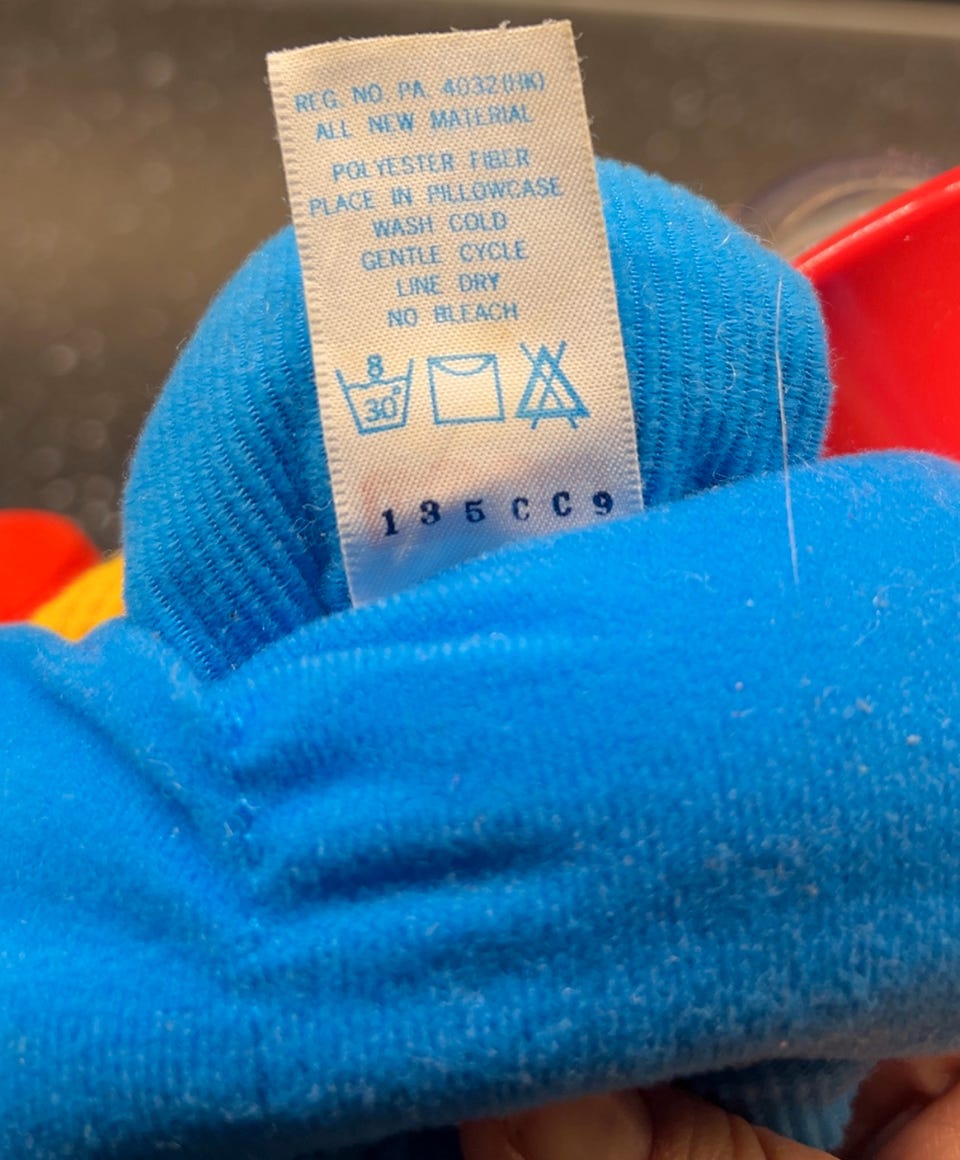 REG. NO. PA. 4032(HK)
ALL NEW MATERIAL
POLYESTER FIBER
PLACE IN PILLOWCASE
WASH COLD
GENTLE CYCLE
LINE DRY
NO BLEACH
8
30°
135CC9